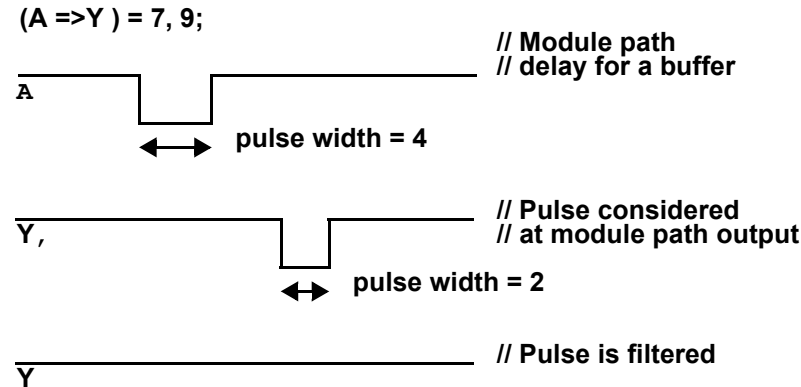 (A =>Y ) = 7, 9;
// Module path
// delay for a buffer
A
pulse width = 4
// Pulse considered
// at module path output
Y,
pulse width = 2
// Pulse is filtered
Y